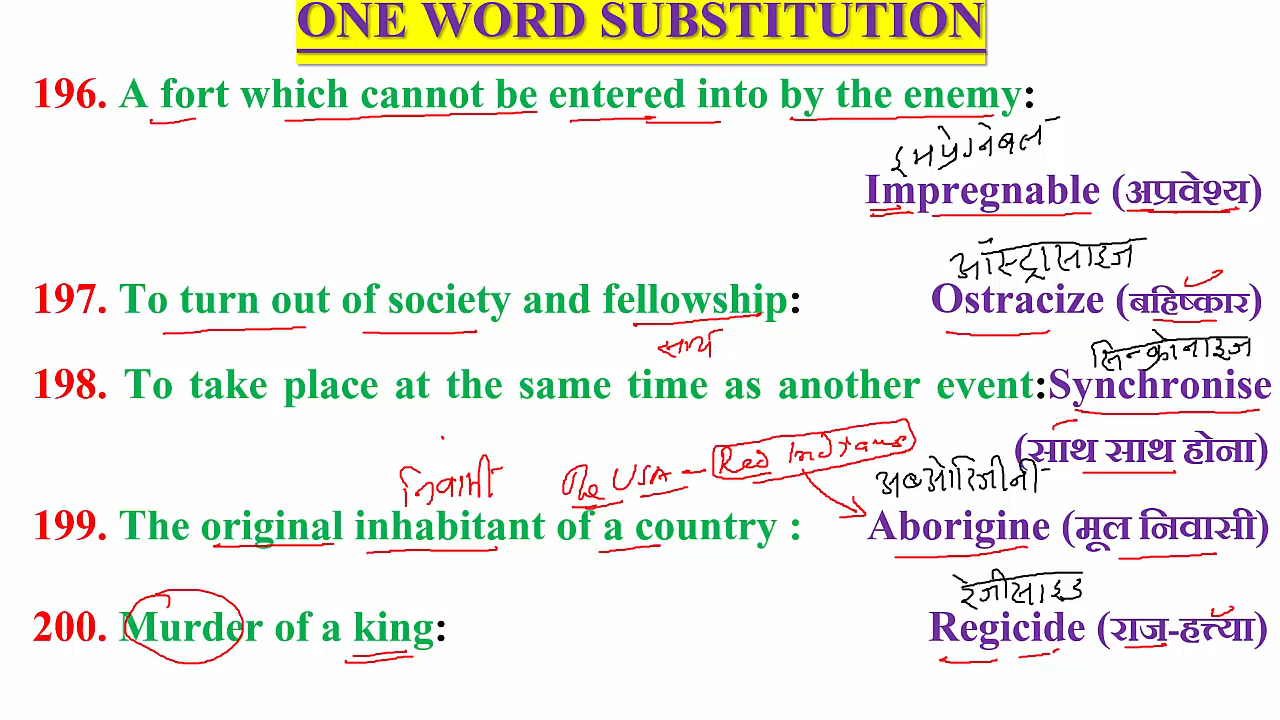 ONE WORD SUBSTITUTION
196. A fort which cannot be entered into by the enemy:
इमप्रेगनेबल
Impregnable (अप्रवेश्य)
ऑस्ट्रासाइज
197. To turn out of society and fellowship: Ostracize (बहिष्कार)
सिन्क्रोनाइज
198. To take place at the same time as another event:Synchronise
(साथ साथ होना)
निवासी The USA - Red Indians अबओरिजीनी
199. The original inhabitant of a country : Aborigine (मूल निवासी)
रेजीसाइड
200. Murder of a king: Regicide (राज-हत्त्या)